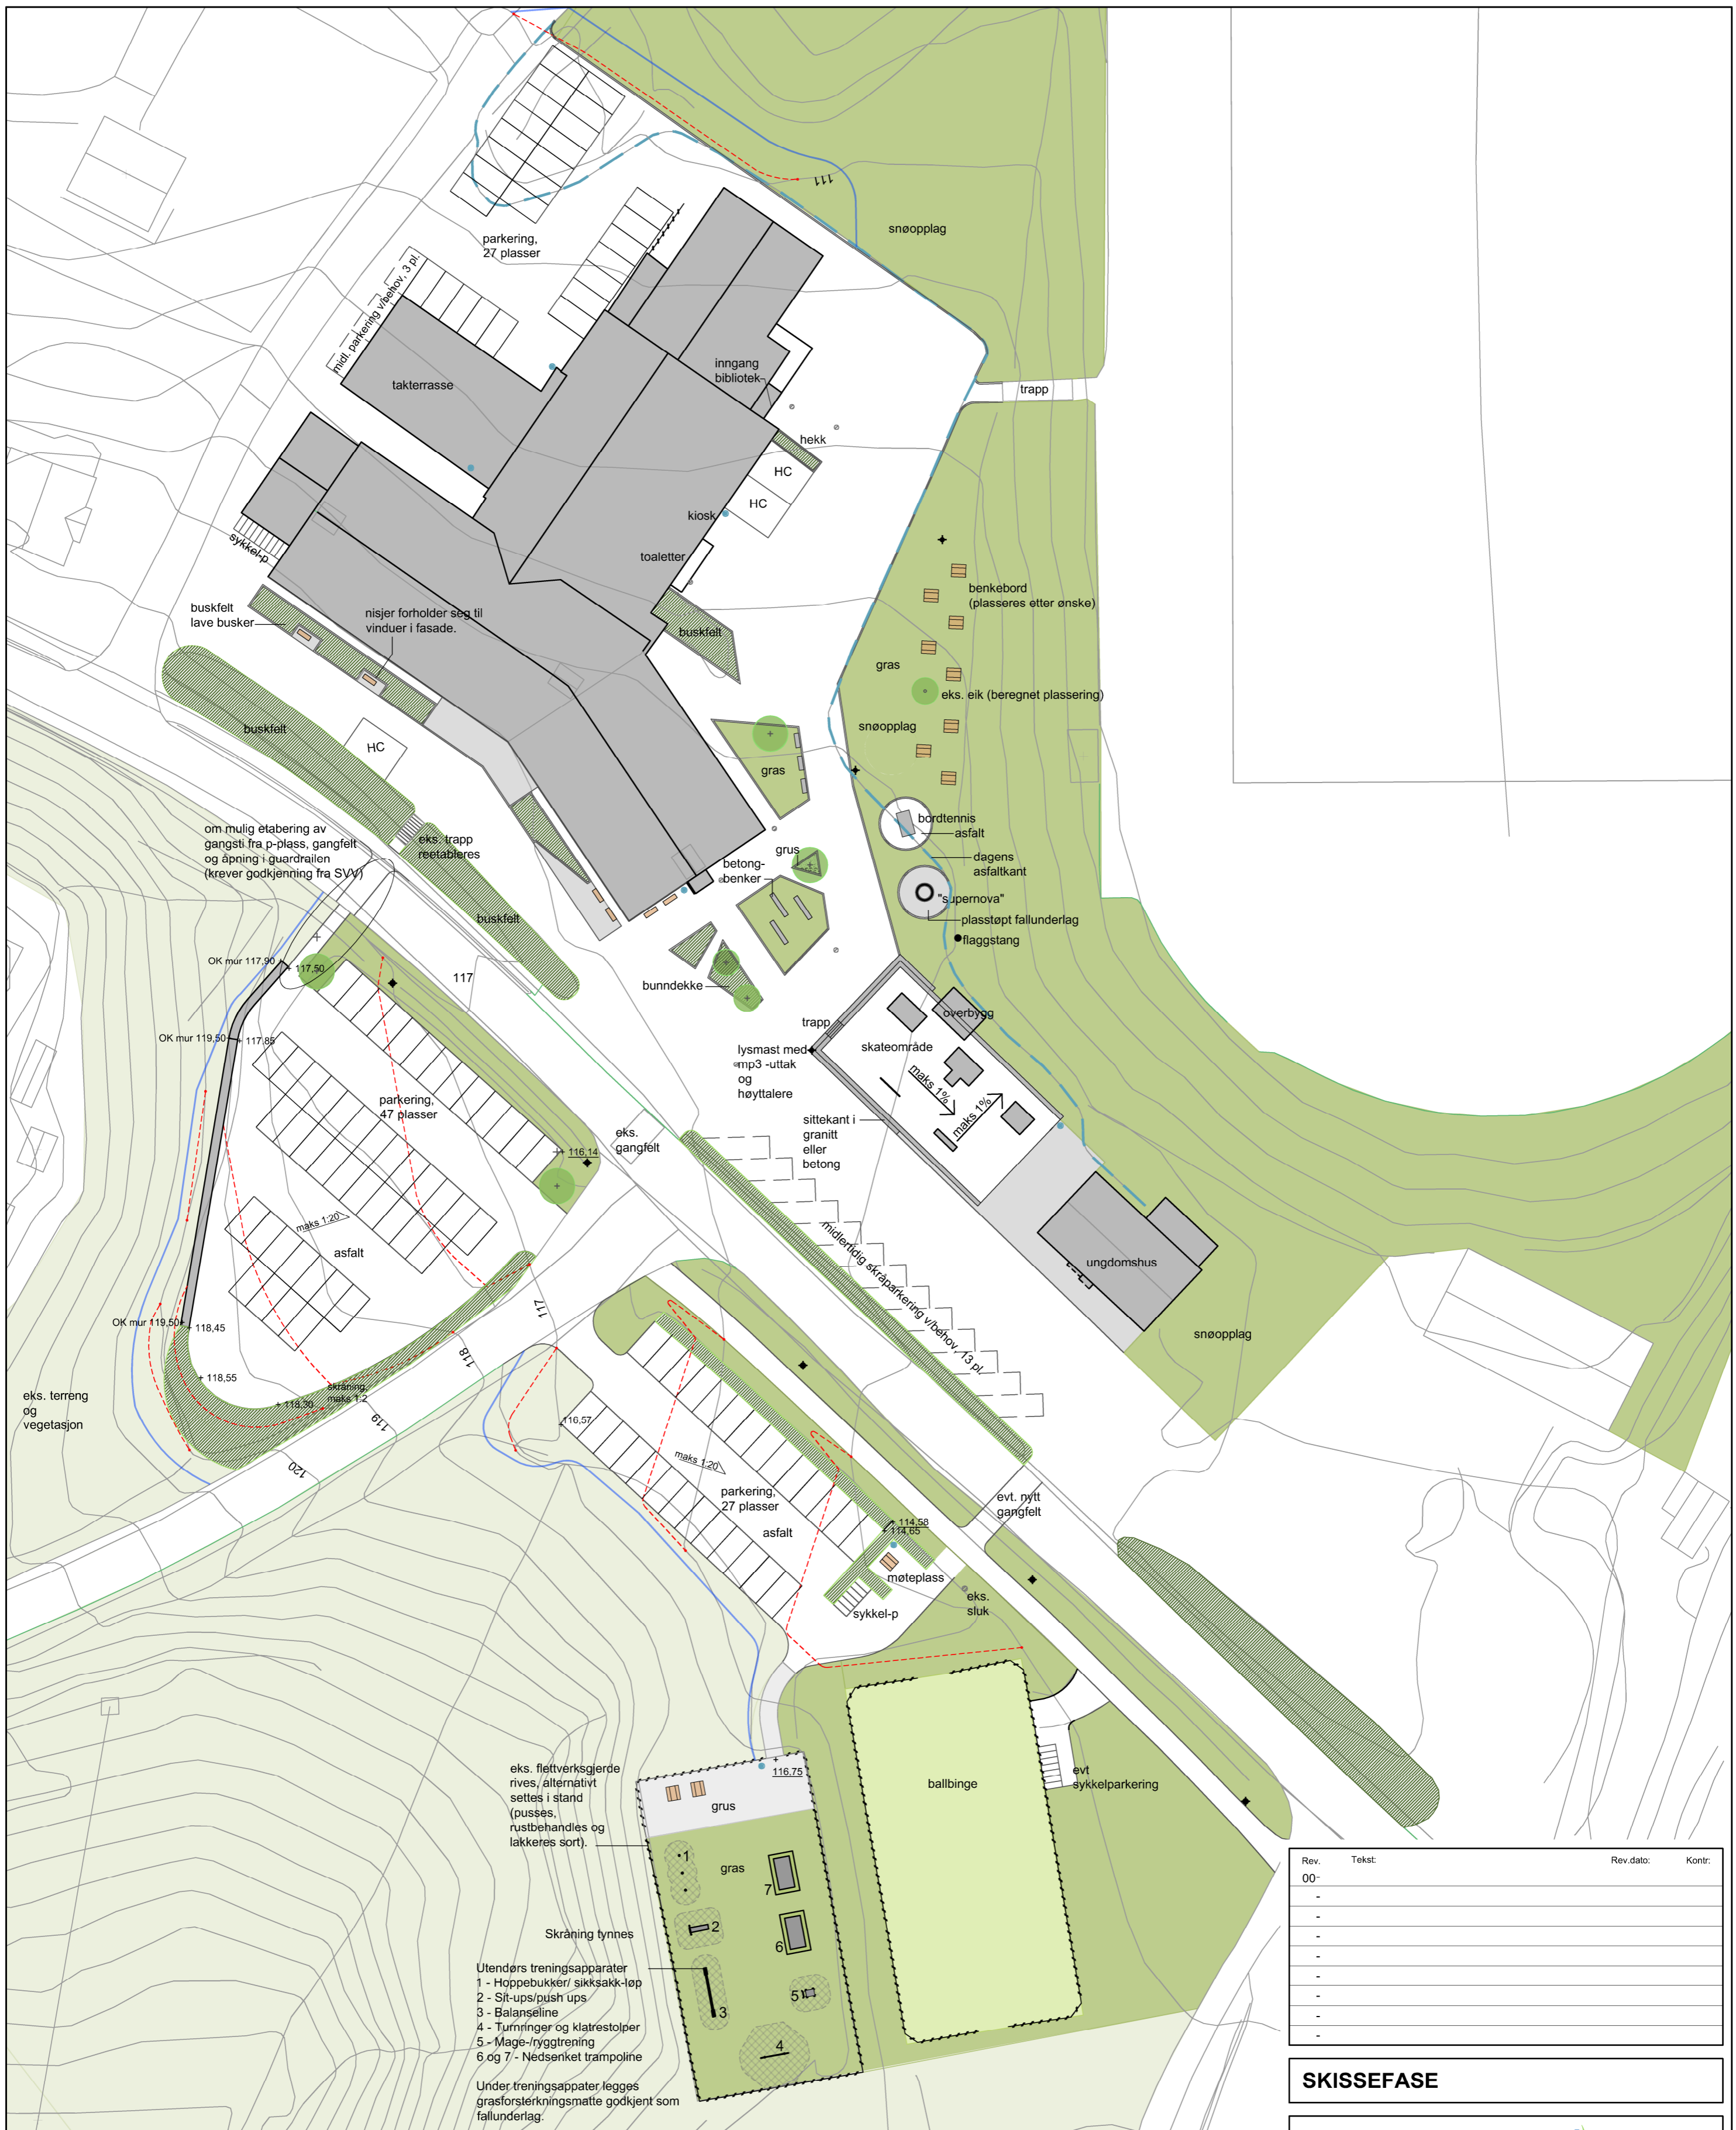 111
snøopplag
parkering,
27 plasser
midl. parkering v/behov, 3 pl.
takterrasse
inngang
bibliotek
trapp
hekk
HC
HC
kiosk
toaletter
sykkel-p
benkebord
(plasseres etter ønske)
buskfelt
lave busker
nisjer forholder seg til
vinduer i fasade.
buskfelt
gras
eks. eik (beregnet plassering)
snøopplag
buskfelt
HC
gras
bordtennis
asfalt
om mulig etabering av
gangsti fra p-plass, gangfelt
og åpning i guardrailen
(krever godkjenning fra SVV)
eks. trapp
reetableres
grus
betong-
benker
dagens
asfaltkant
"supernova"
buskfelt
plasstøpt fallunderlag
flaggstang
OK mur 117,90
117,50
117
bunndekke
overbygg
trapp
skateområde
OK mur 119,50
117,85
lysmast med
mp3 -uttak
og
høyttalere
maks 1%
maks 1%
parkering,
47 plasser
eks.
gangfelt
sittekant i
granitt
eller
betong
116,14
maks 1:20
asfalt
midlertidig skråparkering v/behov, 13 pl.
ungdomshus
snøopplag
OK mur 119,50
118,45
117
118
118,55
skråning,
maks 1:2
118,30
119
120
eks. terreng
og
vegetasjon
116,57
maks 1:20
parkering,
27 plasser
asfalt
evt. nytt
gangfelt
114,58
114,65
møteplass
sykkel-p
eks.
sluk
eks. flettverksgjerde
rives, alternativt
settes i stand
(pusses,
rustbehandles og
lakkeres sort).
116.75
grus
ballbinge
evt
sykkelparkering
1
gras
7
2
6
3
5
4
Skråning tynnes
Utendørs treningsapparater
1 - Hoppebukker/ sikksakk-løp
2 - Sit-ups/push ups
3 - Balanseline
4 - Turnringer og klatrestolper
5 - Mage-/ryggtrening
6 og 7 - Nedsenket trampoline
Under treningsappater legges
grasforsterkningsmatte godkjent som
fallunderlag.
Rev. Tekst: Rev.dato: Kontr:
00-
-
-
-
-
-
-
-
-
SKISSEFASE